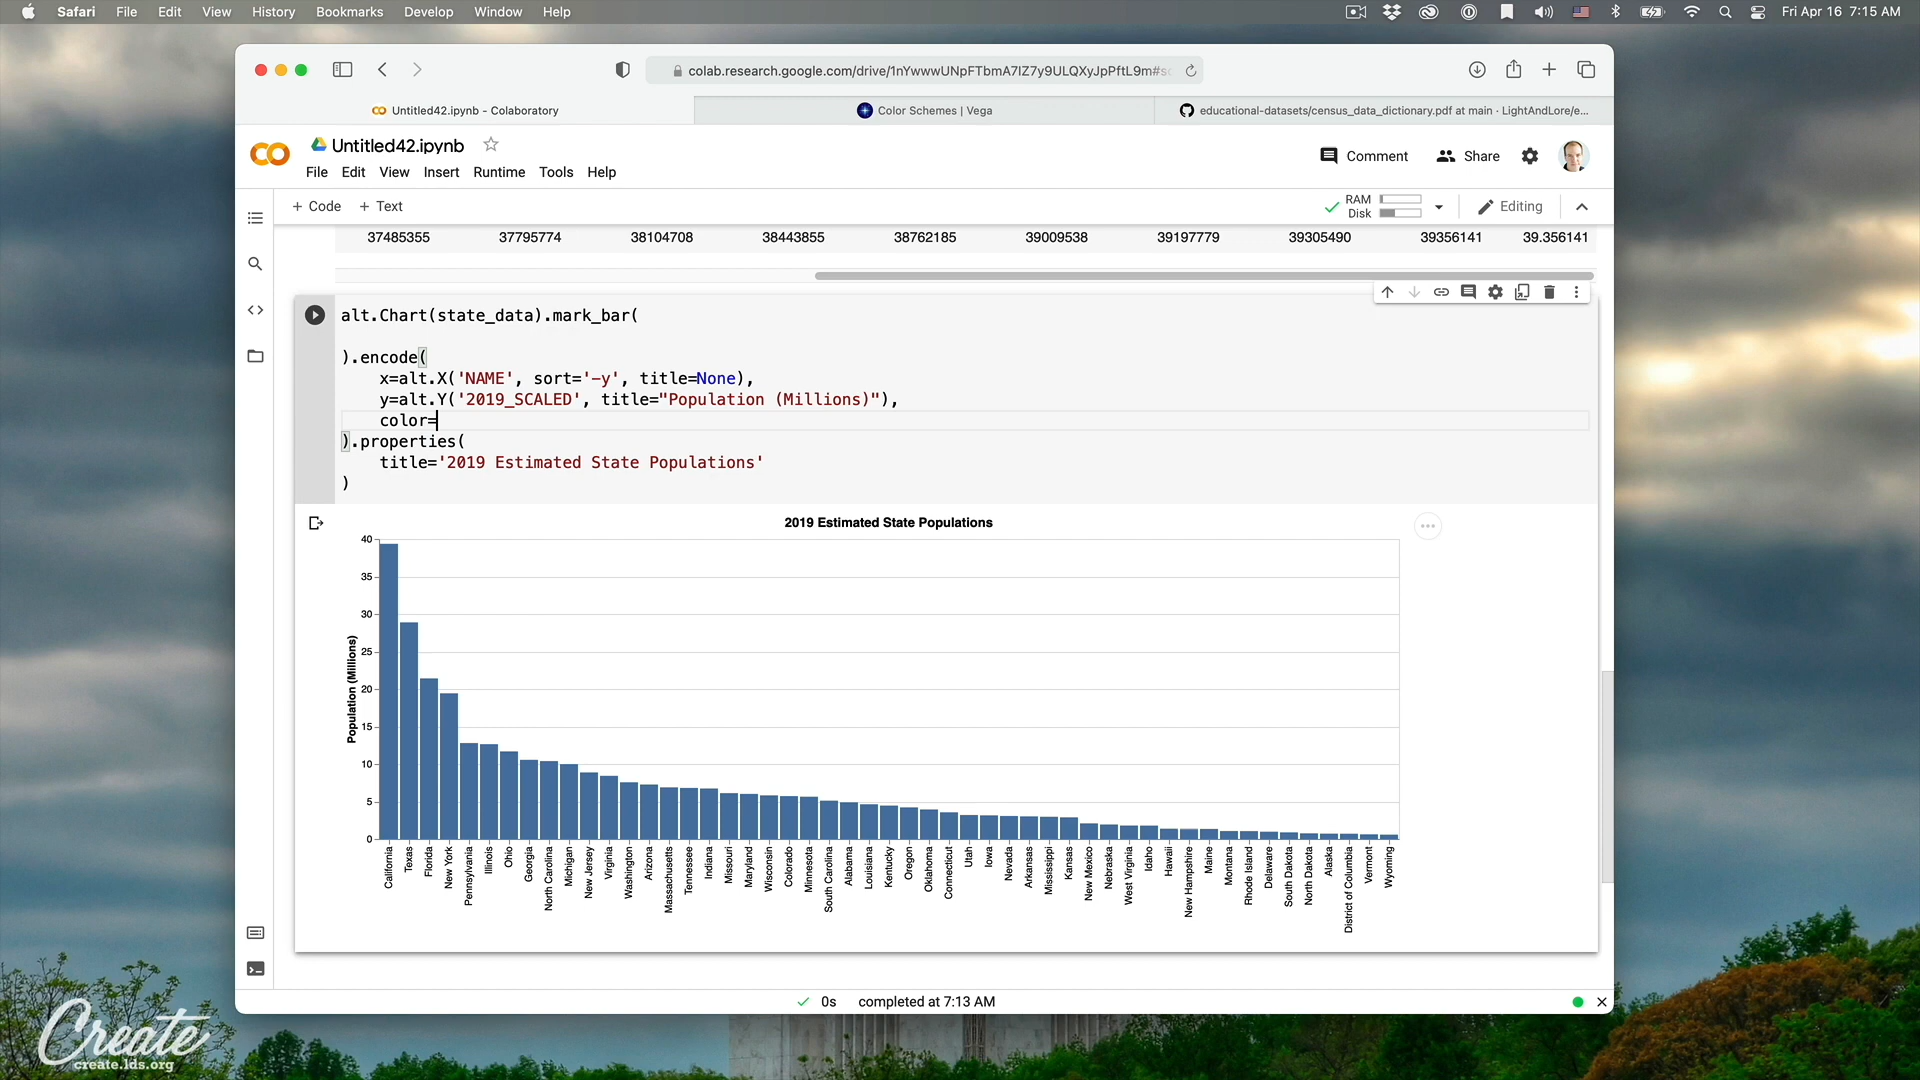 Safari File Edit View History Bookmarks Develop Window Help
Fri Apr 16 7:15 AM
colab.research.google.com/drive/1nYwwwUNpFTbmA7IZ7y9ULQXyJpPftL9m#sc
Untitled42.ipynb - Colaboratory
Color Schemes | Vega
educational-datasets/census_data_dictionary.pdf at main · LightAndLore/e...
CO
Untitled42.ipynb
Comment
Share
File Edit View Insert Runtime Tools Help
+ Code + Text
RAM
Disk
Editing
37485355 37795774 38104708 38443855 38762185 39009538 39197779 39305490 39356141 39.356141
alt.Chart(state_data).mark_bar(
).encode(
x=alt.X('NAME', sort='-y', title=None),
y=alt.Y('2019_SCALED', title="Population (Millions)"),
color=
).properties(
title='2019 Estimated State Populations'
)
2019 Estimated State Populations
40
35
30
25
20
15
10
5
0
Population (Millions)
California
Texas
Florida
New York
Pennsylvania
Illinois
Ohio
Georgia
North Carolina
Michigan
New Jersey
Virginia
Washington
Arizona
Massachusetts
Tennessee
Indiana
Missouri
Maryland
Wisconsin
Colorado
Minnesota
South Carolina
Alabama
Louisiana
Kentucky
Oregon
Oklahoma
Connecticut
Utah
Iowa
Nevada
Arkansas
Mississippi
Kansas
New Mexico
Nebraska
West Virginia
Idaho
Hawaii
New Hampshire
Maine
Montana
Rhode Island
Delaware
South Dakota
North Dakota
Alaska
District of Columbia
Vermont
Wyoming
0s completed at 7:13 AM
Create
create.lds.org